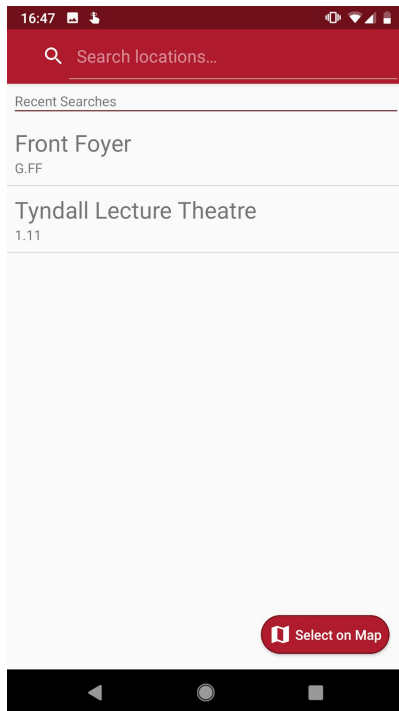 16:47
Search locations...
Recent Searches
Front Foyer
G.FF
Tyndall Lecture Theatre
1.11
Select on Map